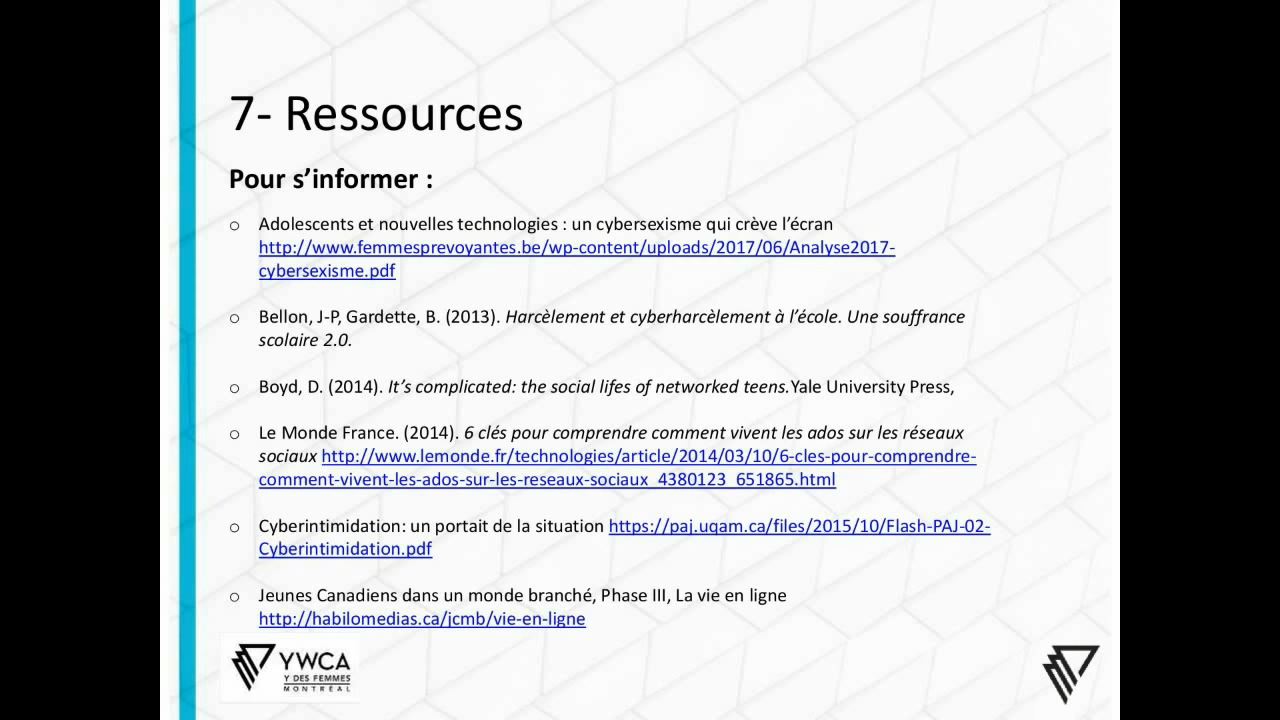 7- Ressources
Pour s’informer :
o Adolescents et nouvelles technologies : un cybersexisme qui crève l’écran
http://www.femmesprevoyantes.be/wp-content/uploads/2017/06/Analyse2017-
cybersexisme.pdf
o Bellon, J-P, Gardette, B. (2013). Harcèlement et cyberharcèlement à l’école. Une souffrance
scolaire 2.0.
o Boyd, D. (2014). It’s complicated: the social lifes of networked teens.Yale University Press,
o Le Monde France. (2014). 6 clés pour comprendre comment vivent les ados sur les réseaux
sociaux http://www.lemonde.fr/technologies/article/2014/03/10/6-cles-pour-comprendre-
comment-vivent-les-ados-sur-les-reseaux-sociaux_4380123_651865.html
o Cyberintimidation: un portait de la situation https://paj.uqam.ca/files/2015/10/Flash-PAJ-02-
Cyberintimidation.pdf
o Jeunes Canadiens dans un monde branché, Phase III, La vie en ligne
http://habilomedias.ca/jcmb/vie-en-ligne
YWCA
Y DES FEMMES
MONTRÉAL